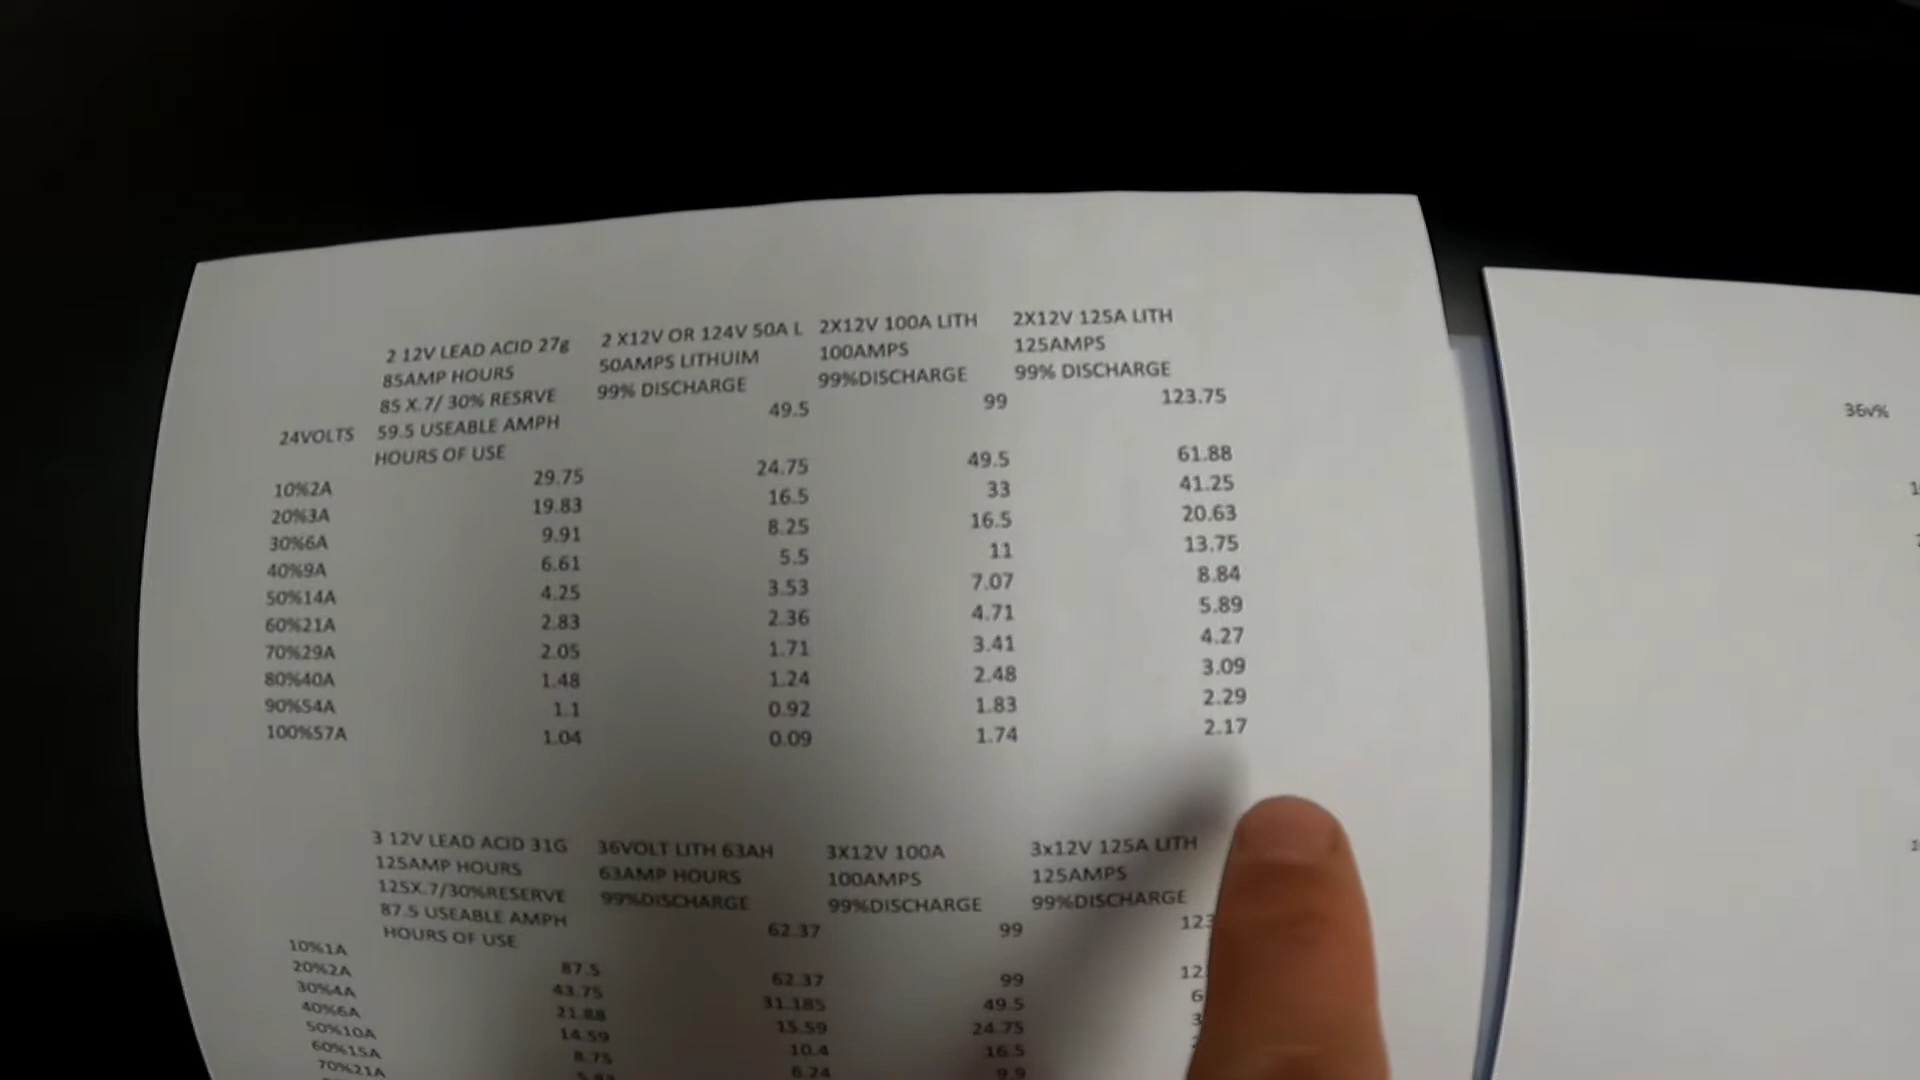 2 12V LEAD ACID 27g 2 X12V OR 124V 50A L 2X12V 100A LITH 2X12V 125A LITH
85AMP HOURS 50AMPS LITHUIM 100AMPS 125AMPS
85 X.7/ 30% RESRVE 99% DISCHARGE 99%DISCHARGE 99% DISCHARGE
24VOLTS 59.5 USEABLE AMPH 49.5 99 123.75
HOURS OF USE
10%2A 29.75 24.75 49.5 61.88
20%3A 19.83 16.5 33 41.25
30%6A 9.91 8.25 16.5 20.63
40%9A 6.61 5.5 11 13.75
50%14A 4.25 3.53 7.07 8.84
60%21A 2.83 2.36 4.71 5.89
70%29A 2.05 1.71 3.41 4.27
80%40A 1.48 1.24 2.48 3.09
90%54A 1.1 0.92 1.83 2.29
100%57A 1.04 0.09 1.74 2.17
3 12V LEAD ACID 31G 36VOLT LITH 63AH 3X12V 100A 3x12V 125A LITH
125AMP HOURS 63AMP HOURS 100AMPS 125AMPS
125X.7/30%RESERVE 99%DISCHARGE 99%DISCHARGE 99%DISCHARGE
87.5 USEABLE AMPH 62.37 99
HOURS OF USE
10%1A 87.5 62.37 99
20%2A 43.75 31.185 49.5
30%4A 21.88 15.59 24.75
40%6A 14.59 10.4 16.5
50%10A 8.75 6.24 9.9
60%15A
70%21A
36v%